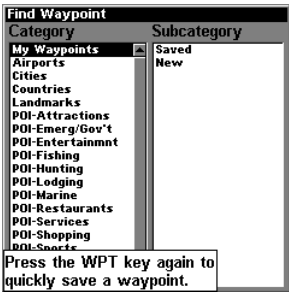 Find Waypoint
Category Subcategory
My Waypoints
Airports
Cities
Countries
Landmarks
POI-Attractions
POI-Emerg/Gov't
POI-Entertainmnt
POI-Fishing
POI-Hunting
POI-Lodging
POI-Marine
POI-Restaurants
POI-Services
POI-Shopping
POI-Sports
Saved
New
Press the WPT key again to
quickly save a waypoint.